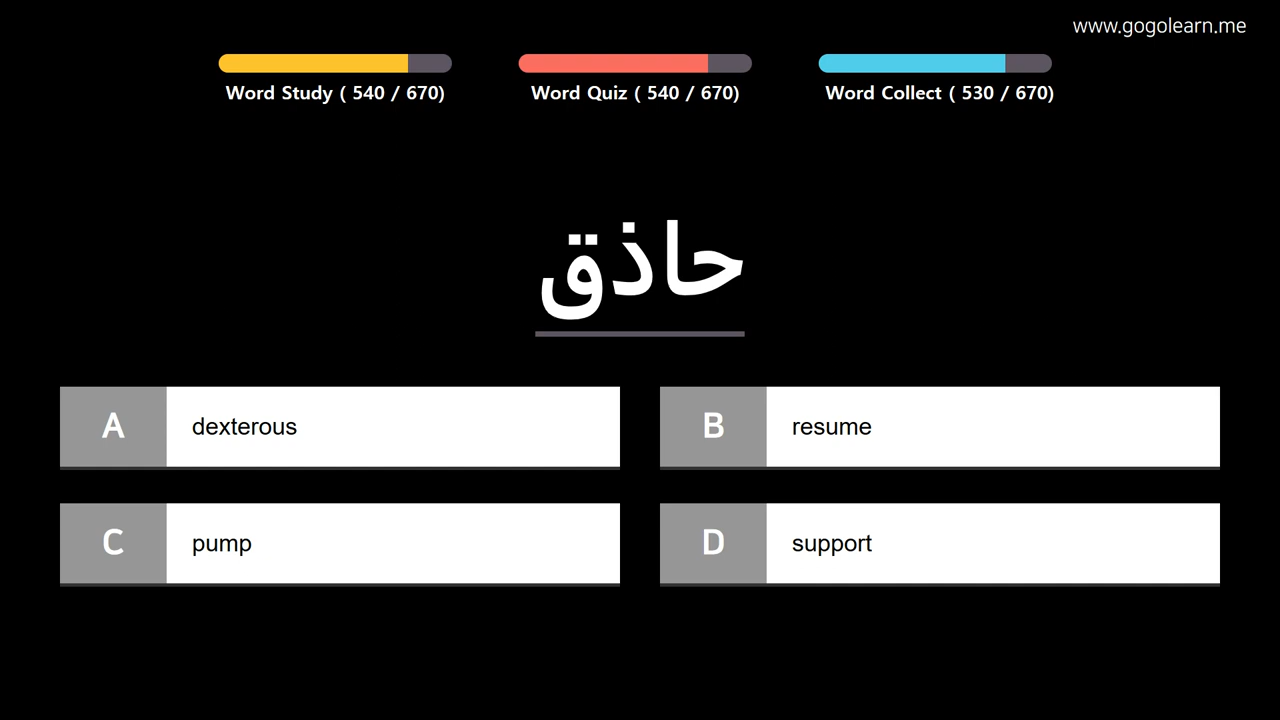 www.gogolearn.me
Word Study ( 540 / 670)
Word Quiz ( 540 / 670)
Word Collect ( 530 / 670)
حاذق
A dexterous
B resume
C pump
D support